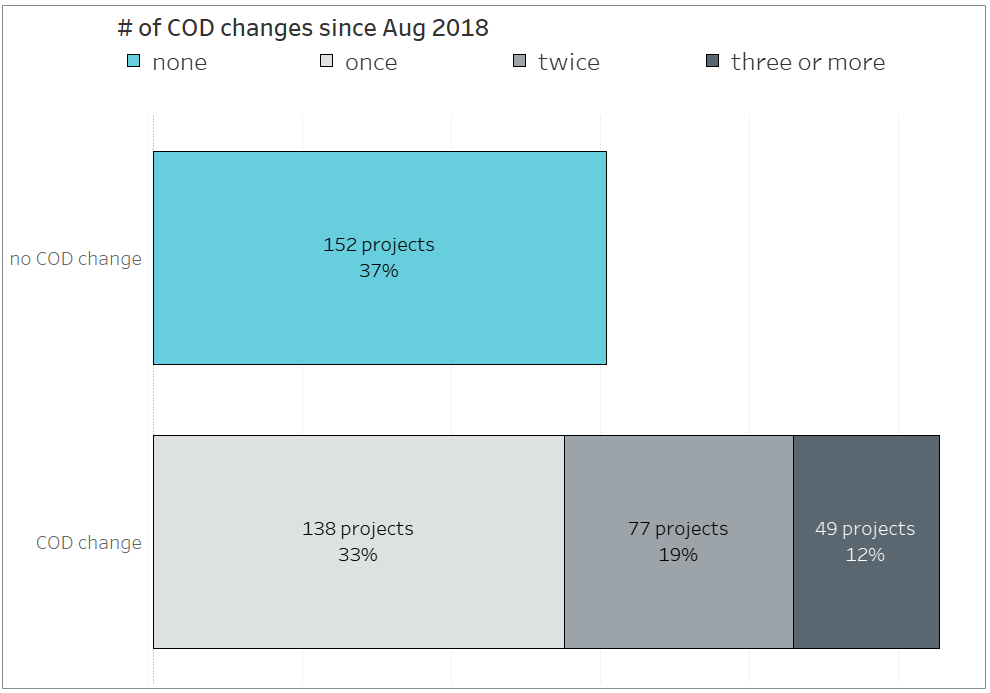 # of COD changes since Aug 2018
none once twice three or more
152 projects
37%
no COD change
138 projects 77 projects 49 projects
33% 19% 12%
COD change